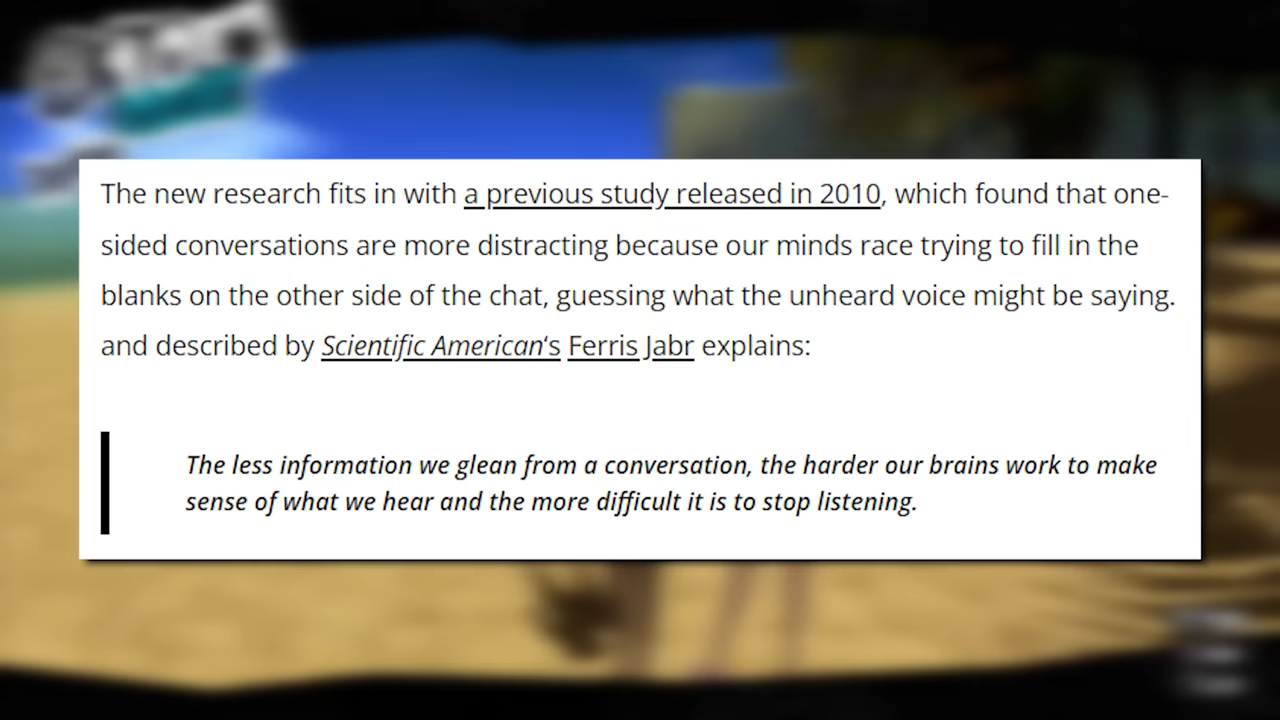 The new research fits in with a previous study released in 2010, which found that one-
sided conversations are more distracting because our minds race trying to fill in the
blanks on the other side of the chat, guessing what the unheard voice might be saying.
and described by Scientific American‘s Ferris Jabr explains:
The less information we glean from a conversation, the harder our brains work to make
sense of what we hear and the more difficult it is to stop listening.